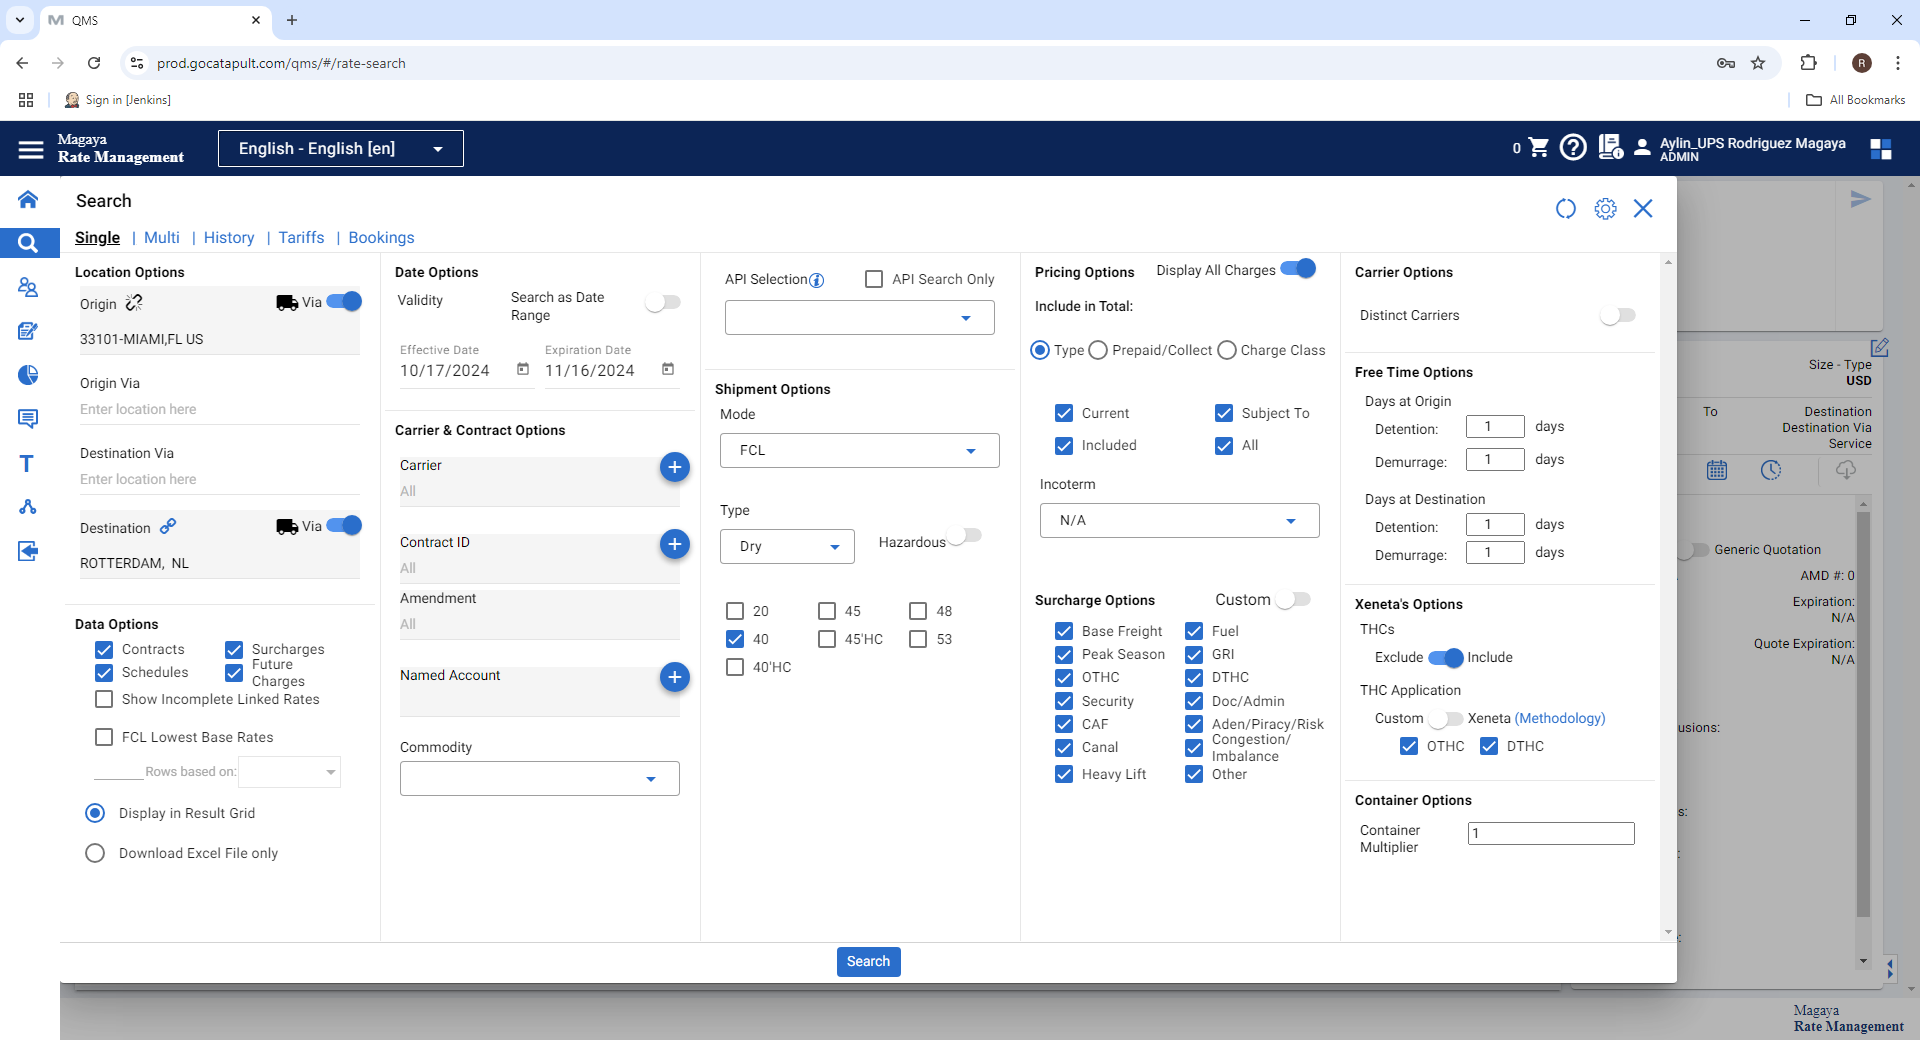 QMS
prod.gocatapult.com/qms/#/rate-search
R
Sign in [Jenkins]
All Bookmarks
Magaya
Rate Management
English - English [en]
0
Aylin_UPS Rodriguez Magaya
ADMIN
Search
Single | Multi | History | Tariffs | Bookings
Location Options
Origin
Via
33101-MIAMI,FL US
Origin Via
Enter location here
Destination Via
Enter location here
Destination
Via
ROTTERDAM, NL
Data Options
Contracts
Surcharges
Schedules
Future
Charges
Show Incomplete Linked Rates
FCL Lowest Base Rates
Rows based on:
Display in Result Grid
Download Excel File only
Date Options
Validity
Search as Date
Range
Effective Date
10/17/2024
Expiration Date
11/16/2024
Carrier & Contract Options
Carrier
All
Contract ID
All
Amendment
All
Named Account
Commodity
API Selection
API Search Only
Shipment Options
Mode
FCL
Type
Dry
Hazardous
20
45
48
40
45'HC
53
40'HC
Pricing Options
Display All Charges
Include in Total:
Type
Prepaid/Collect
Charge Class
Current
Subject To
Included
All
Incoterm
N/A
Surcharge Options
Custom
Base Freight
Fuel
Peak Season
GRI
OTHC
DTHC
Security
Doc/Admin
CAF
Aden/Piracy/Risk
Canal
Congestion/
Imbalance
Heavy Lift
Other
Carrier Options
Distinct Carriers
Free Time Options
Days at Origin
Detention: 1 days
Demurrage: 1 days
Days at Destination
Detention: 1 days
Demurrage: 1 days
Xeneta's Options
THCs
Exclude
Include
THC Application
Custom
Xeneta (Methodology)
OTHC
DTHC
Container Options
Container
Multiplier
1
Search
Size - Type
USD
To
Destination
Destination Via
Service
Generic Quotation
AMD #: 0
Expiration:
N/A
Quote Expiration:
N/A
usions:
s:
Magaya
Rate Management